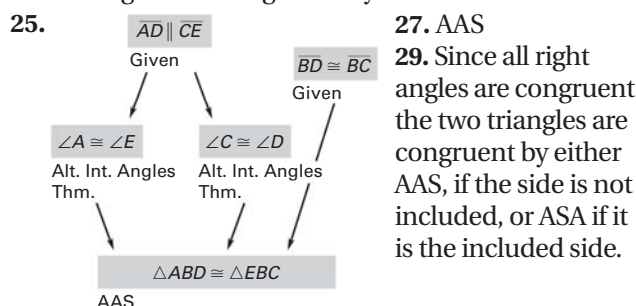 25.
AD ∥ CE
Given
BD ≅ BC
Given
∠A ≅ ∠E
Alt. Int. Angles
Thm.
∠C ≅ ∠D
Alt. Int. Angles
Thm.
△ABD ≅ △EBC
AAS
27. AAS
29. Since all right
angles are congruent
the two triangles are
congruent by either
AAS, if the side is not
included, or ASA if it
is the included side.